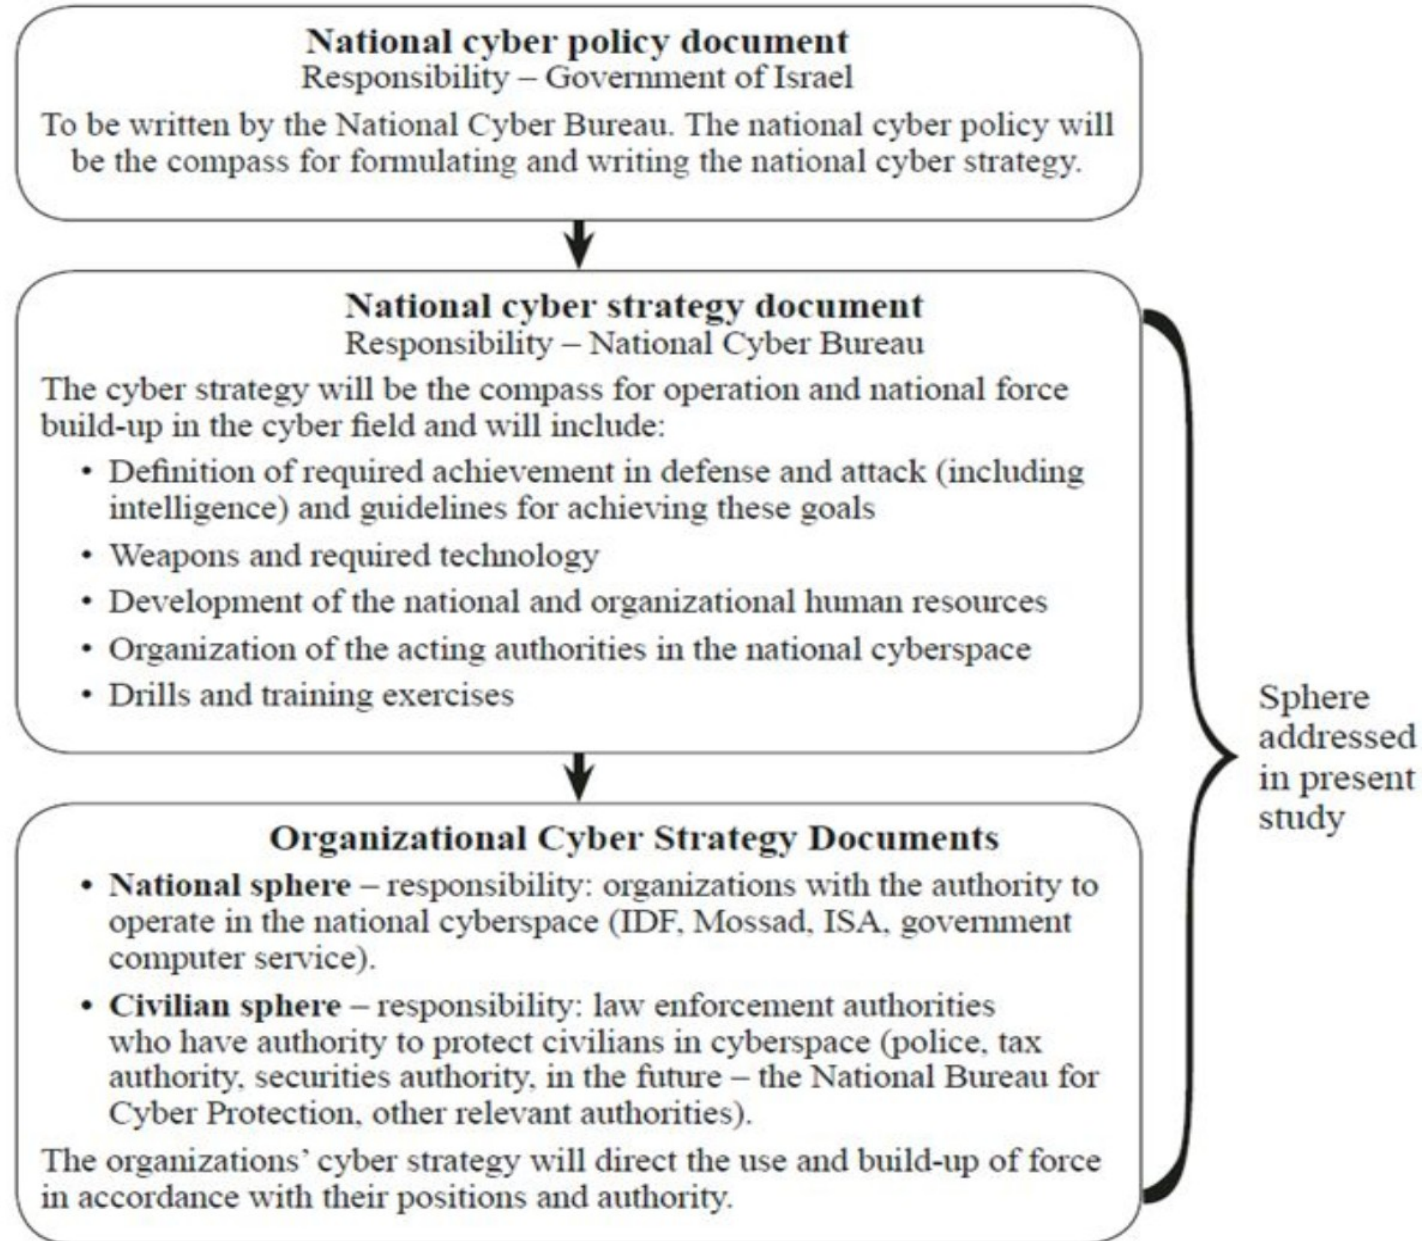 National cyber policy document
Responsibility – Government of Israel
To be written by the National Cyber Bureau. The national cyber policy will
be the compass for formulating and writing the national cyber strategy.
National cyber strategy document
Responsibility – National Cyber Bureau
The cyber strategy will be the compass for operation and national force
build-up in the cyber field and will include:
• Definition of required achievement in defense and attack (including
intelligence) and guidelines for achieving these goals
• Weapons and required technology
• Development of the national and organizational human resources
• Organization of the acting authorities in the national cyberspace
• Drills and training exercises
Organizational Cyber Strategy Documents
• National sphere – responsibility: organizations with the authority to
operate in the national cyberspace (IDF, Mossad, ISA, government
computer service).
• Civilian sphere – responsibility: law enforcement authorities
who have authority to protect civilians in cyberspace (police, tax
authority, securities authority, in the future – the National Bureau for
Cyber Protection, other relevant authorities).
The organizations’ cyber strategy will direct the use and build-up of force
in accordance with their positions and authority.
Sphere
addressed
in present
study